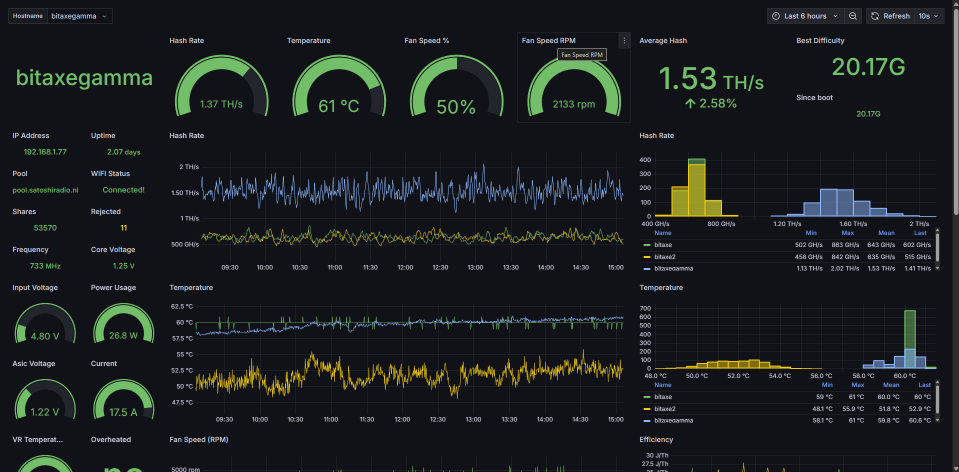 Hostname bitaxegamma
Last 6 hours
Refresh 10s
bitaxegamma
Hash Rate
1.37 TH/s
Temperature
61 °C
Fan Speed %
50%
Fan Speed RPM
Fan Speed RPM
2133 rpm
Average Hash
1.53 TH/s
2.58%
Best Difficulty
20.17G
Since boot
20.17G
IP Address
192.168.1.77
Uptime
2.07 days
Pool
pool.satoshiradio.nl
WIFI Status
Connected!
Shares
53570
Rejected
11
Frequency
733 MHz
Core Voltage
1.25 V
Input Voltage
4.80 V
Power Usage
26.8 W
Asic Voltage
1.22 V
Current
17.5 A
VR Temperat...
Overheated
Hash Rate
2 TH/s
1.50 TH/s
1 TH/s
500 GH/s
09:30 10:00 10:30 11:00 11:30 12:00 12:30 13:00 13:30 14:00 14:30 15:00
Hash Rate
400
300
200
100
0
400 GH/s 800 GH/s 1.20 TH/s 1.60 TH/s 2 TH/s
Name Min Max Mean Last
bitaxe 502 GH/s 863 GH/s 643 GH/s 602 GH/s
bitaxe2 458 GH/s 842 GH/s 635 GH/s 515 GH/s
bitaxegamma 1.13 TH/s 2.02 TH/s 1.53 TH/s 1.41 TH/s
Temperature
62.5 °C
60 °C
57.5 °C
55 °C
52.5 °C
50 °C
47.5 °C
09:30 10:00 10:30 11:00 11:30 12:00 12:30 13:00 13:30 14:00 14:30 15:00
Temperature
700
600
500
400
300
200
100
0
48.0 °C 50.0 °C 52.0 °C 54.0 °C 56.0 °C 58.0 °C 60.0 °C
Name Min Max Mean Last
bitaxe 59 °C 61 °C 60.0 °C 60 °C
bitaxe2 48.1 °C 55.9 °C 51.8 °C 52.9 °C
bitaxegamma 58.1 °C 61 °C 59.8 °C 60.6 °C
Fan Speed (RPM)
5000 rpm
Efficiency
30 J/Th
27.5 J/Th